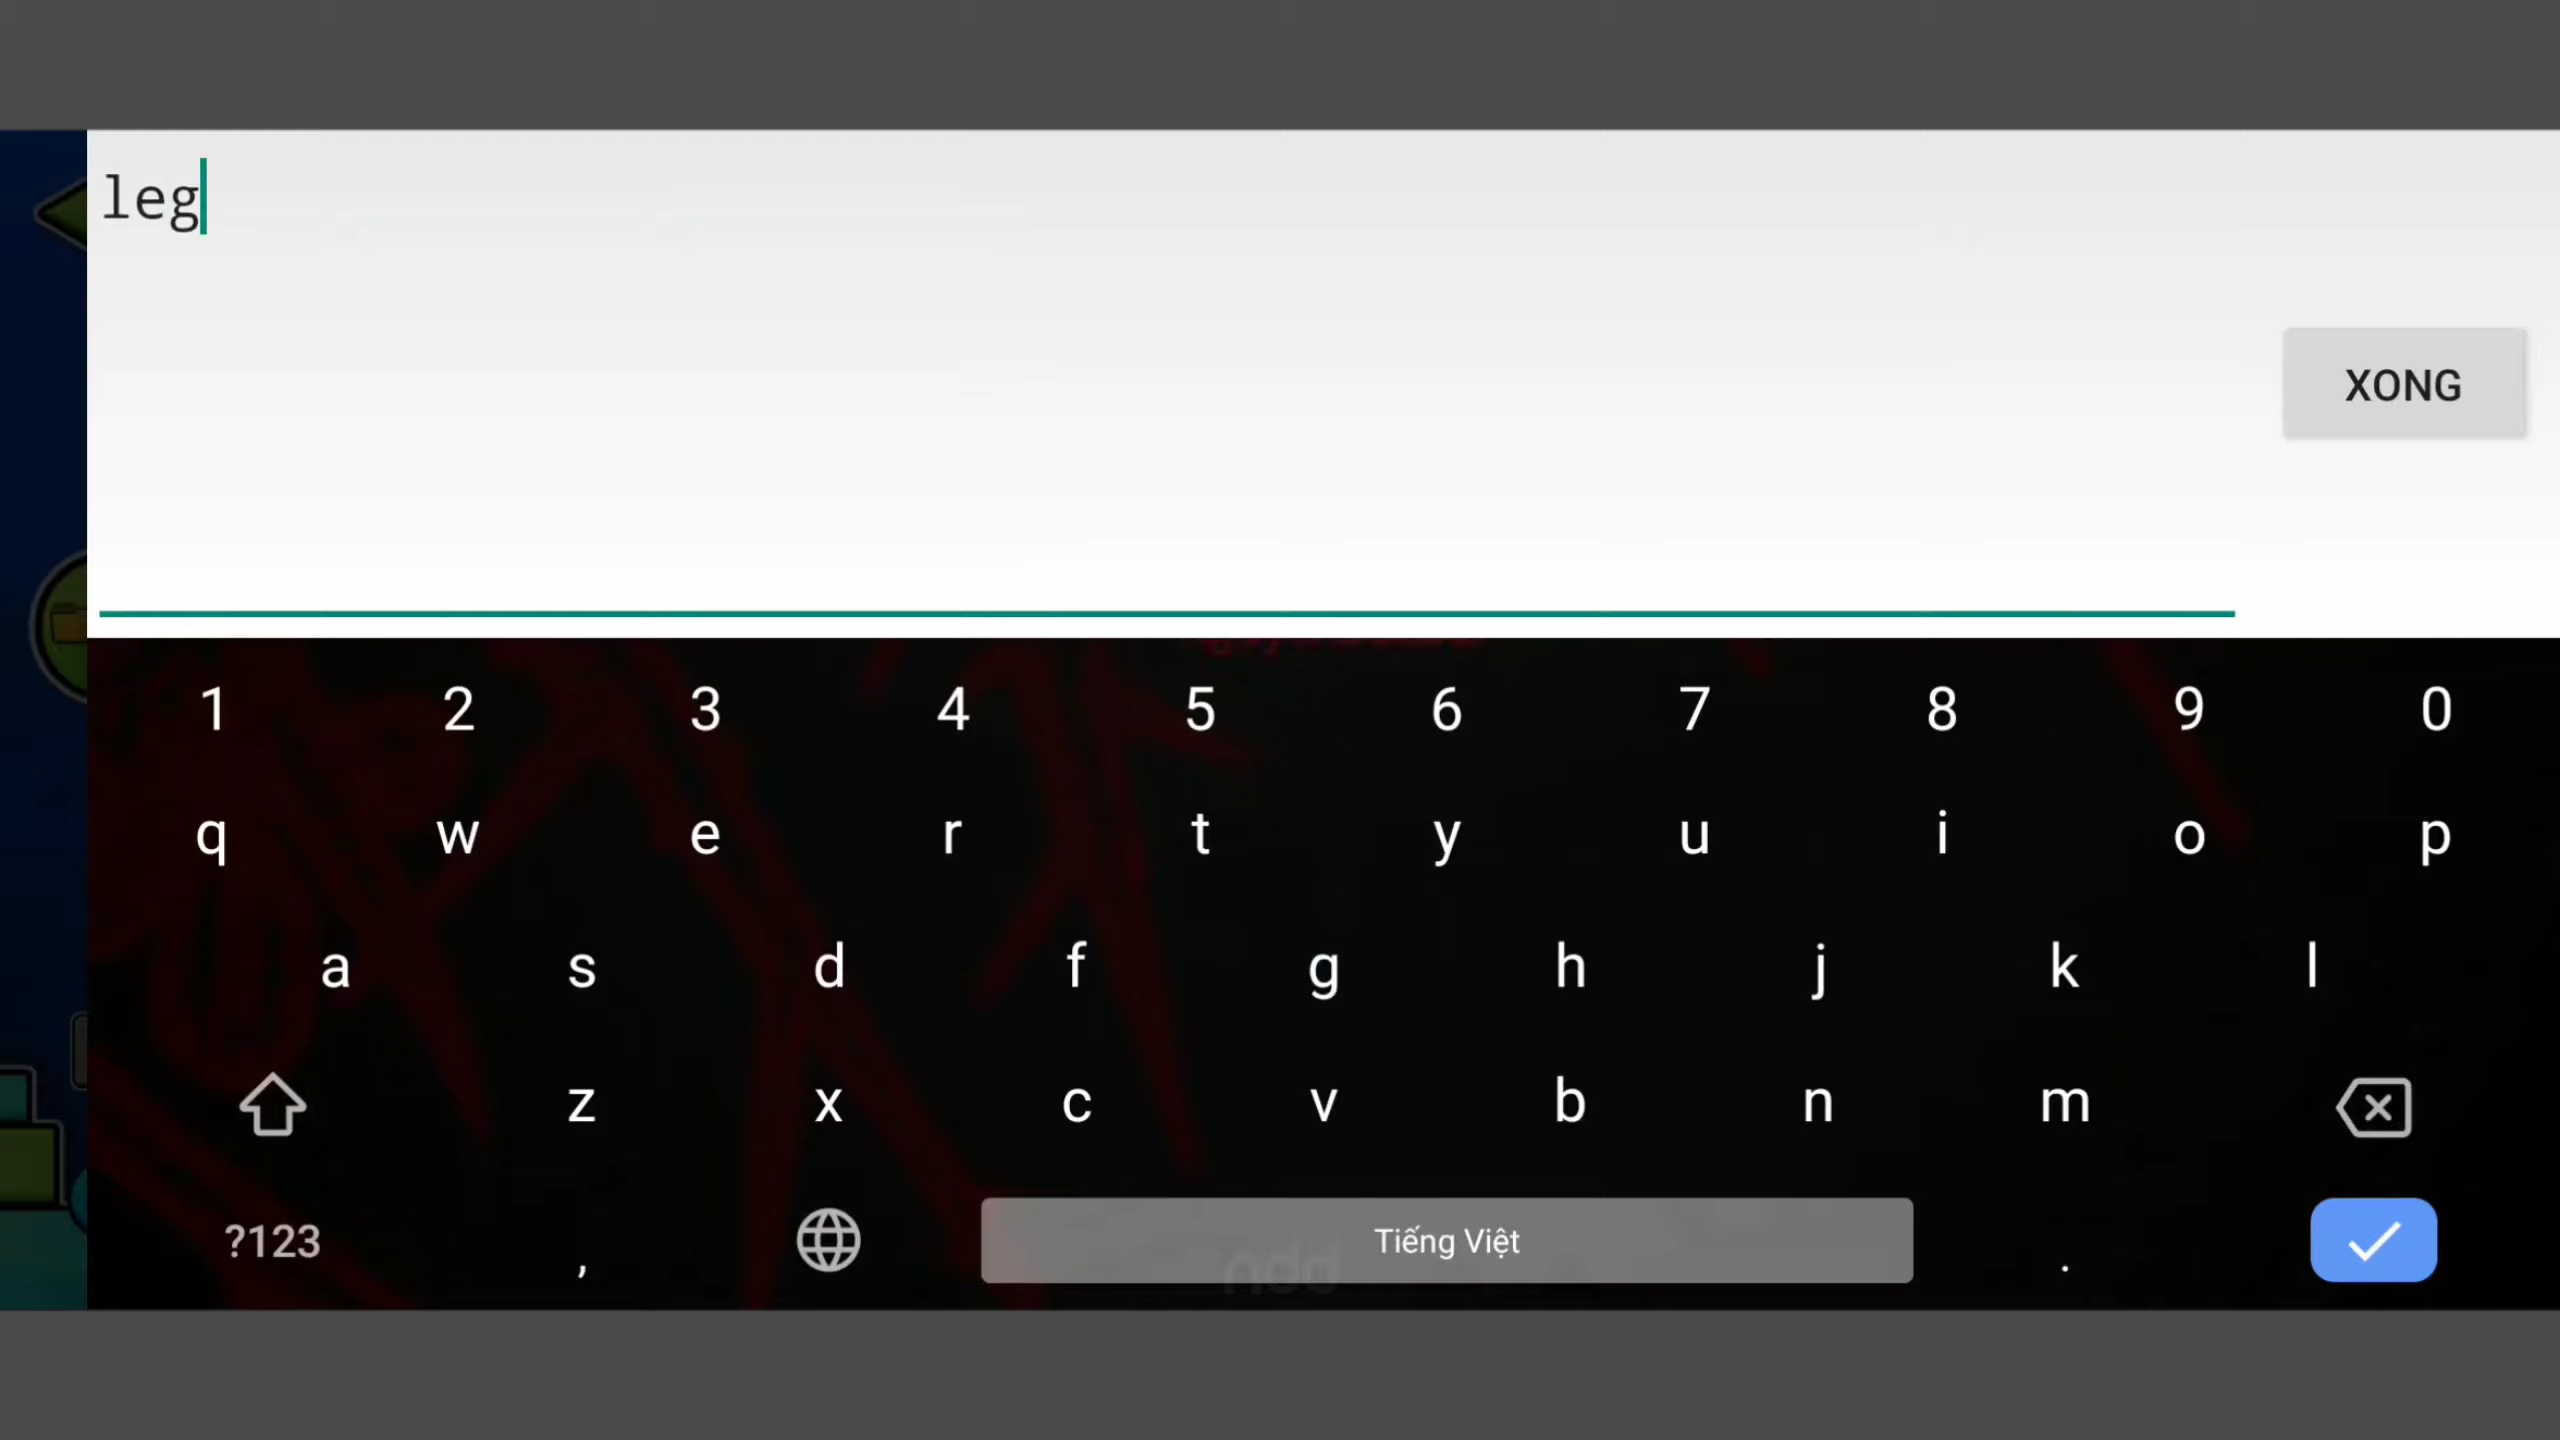 leg
XONG
1 2 3 4 5 6 7 8 9 0
q w e r t y u i o p
a s d f g h j k l
z x c v b n m
?123 , Tiếng Việt .